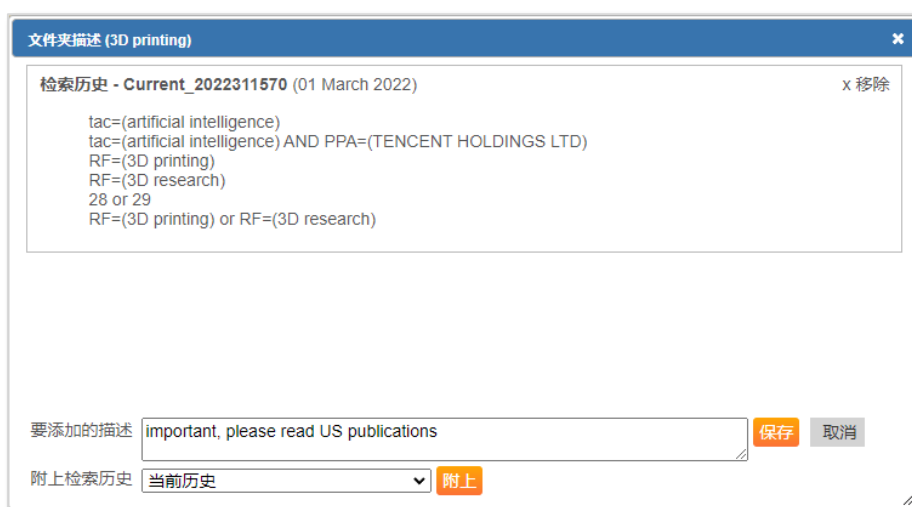 文件夹描述 (3D printing) ×
检索历史 - Current_2022311570 (01 March 2022) x 移除
tac=(artificial intelligence)
tac=(artificial intelligence) AND PPA=(TENCENT HOLDINGS LTD)
RF=(3D printing)
RF=(3D research)
28 or 29
RF=(3D printing) or RF=(3D research)
要添加的描述 important, please read US publications 保存 取消
附上检索历史 当前历史 附上